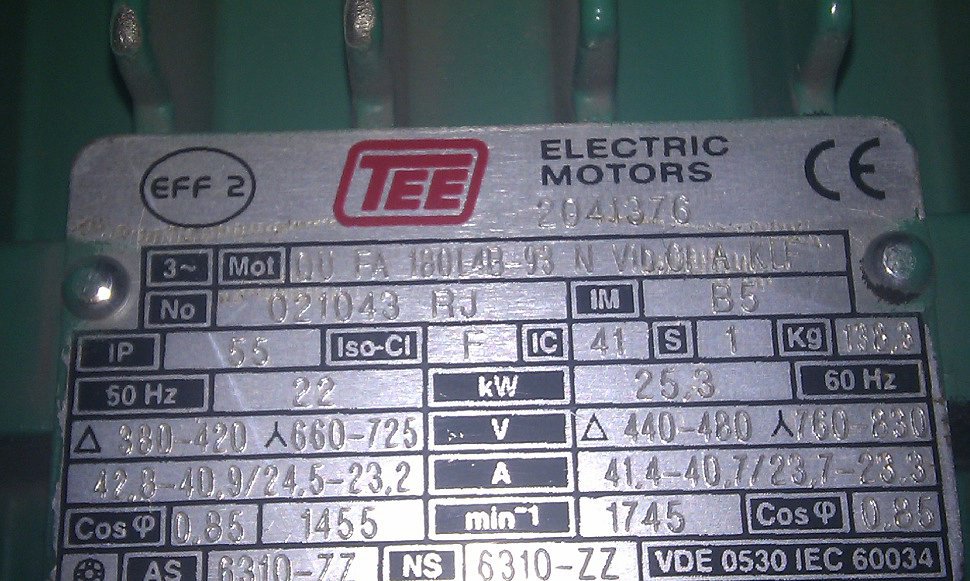 EFF 2 TEE ELECTRIC MOTORS CE
2041376
3~ Mot FA N
No 021043 RJ IM B5
IP 55 Iso-Cl F IC 41 S 1 Kg
50 Hz 22 kW 25,3 60 Hz
Δ 380-420 ⅄ 660-725 V Δ 440-480 ⅄ 760-830
42,8-40,9/24,5-23,2 A 41,4-40,7/23,7-23,3
Cos φ 0,85 1455 min⁻¹ 1745 Cos φ 0,85
AS 6310-ZZ NS 6310-ZZ VDE 0530 IEC 60034